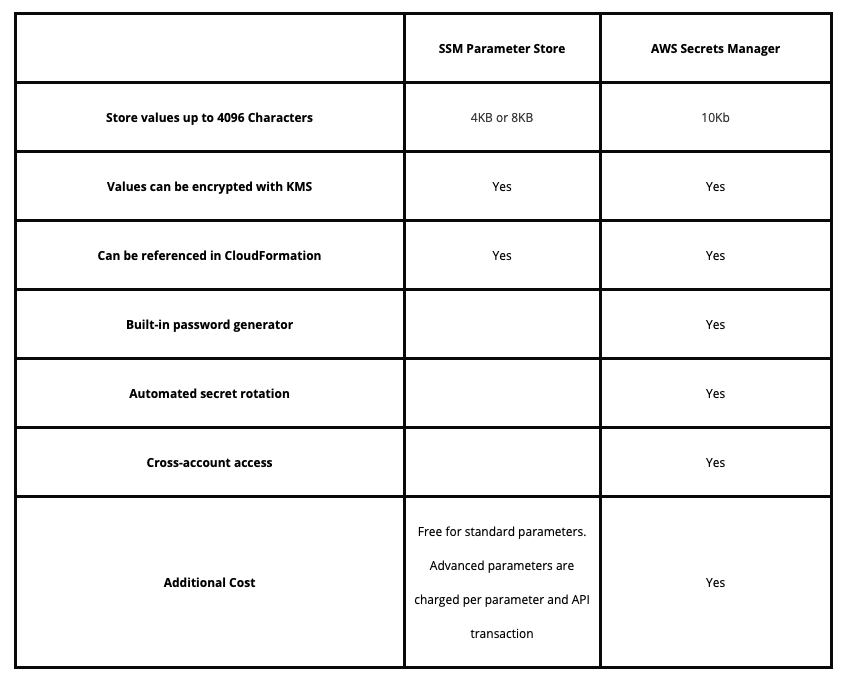 SSM Parameter Store
AWS Secrets Manager
Store values up to 4096 Characters
4KB or 8KB
10Kb
Values can be encrypted with KMS
Yes
Yes
Can be referenced in CloudFormation
Yes
Yes
Built-in password generator
Yes
Automated secret rotation
Yes
Cross-account access
Yes
Additional Cost
Free for standard parameters.
Advanced parameters are
charged per parameter and API
transaction
Yes